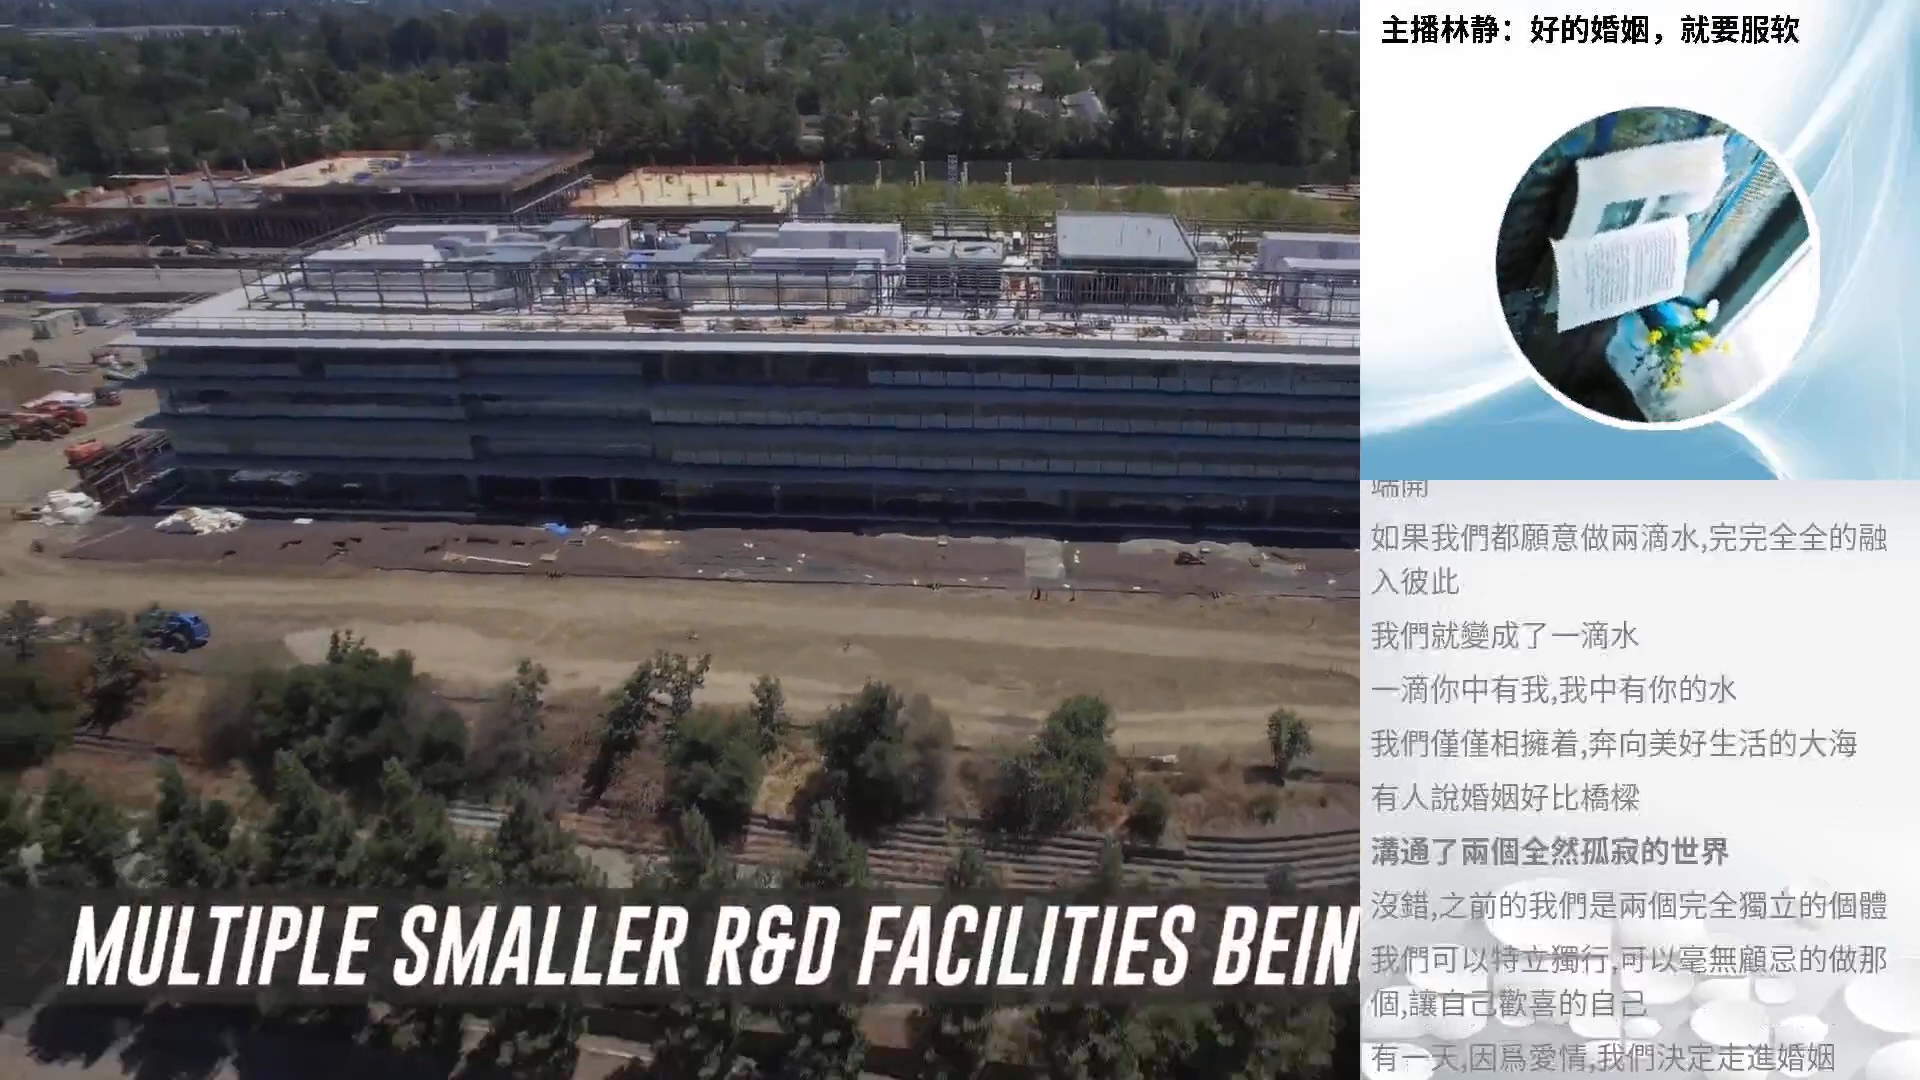 主播林静：好的婚姻，就要服软
端開
如果我們都願意做兩滴水,完完全全的融
入彼此
我們就變成了一滴水
一滴你中有我,我中有你的水
我們僅僅相擁着,奔向美好生活的大海
有人說婚姻好比橋樑
溝通了兩個全然孤寂的世界
沒錯,之前的我們是兩個完全獨立的個體
我們可以特立獨行,可以毫無顧忌的做那
個,讓自己歡喜的自己
有一天,因爲愛情,我們決定走進婚姻
MULTIPLE SMALLER R&D FACILITIES BEIN